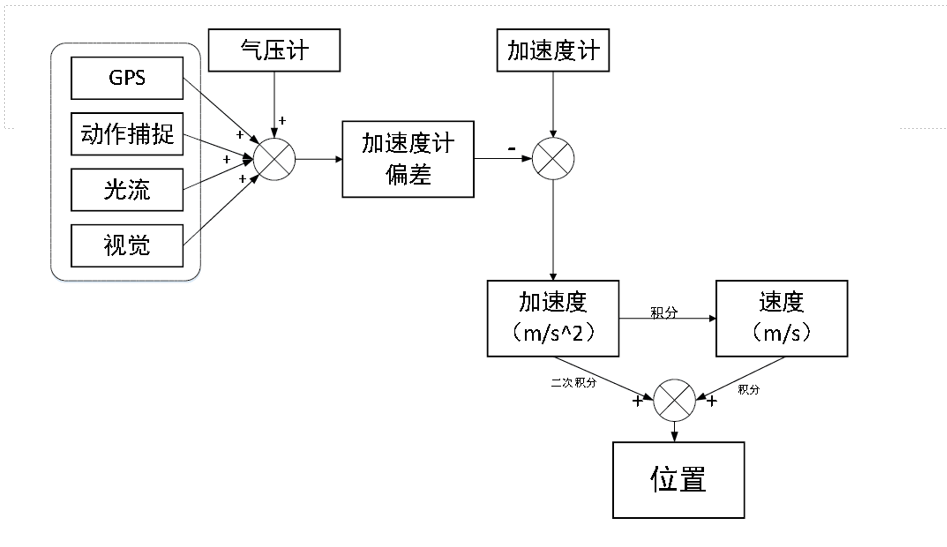 气压计
加速度计
GPS
动作捕捉
光流
视觉
+
+
+
+
加速度计
偏差
-
加速度
（m/s^2）
积分
速度
（m/s）
二次积分
积分
+
+
位置